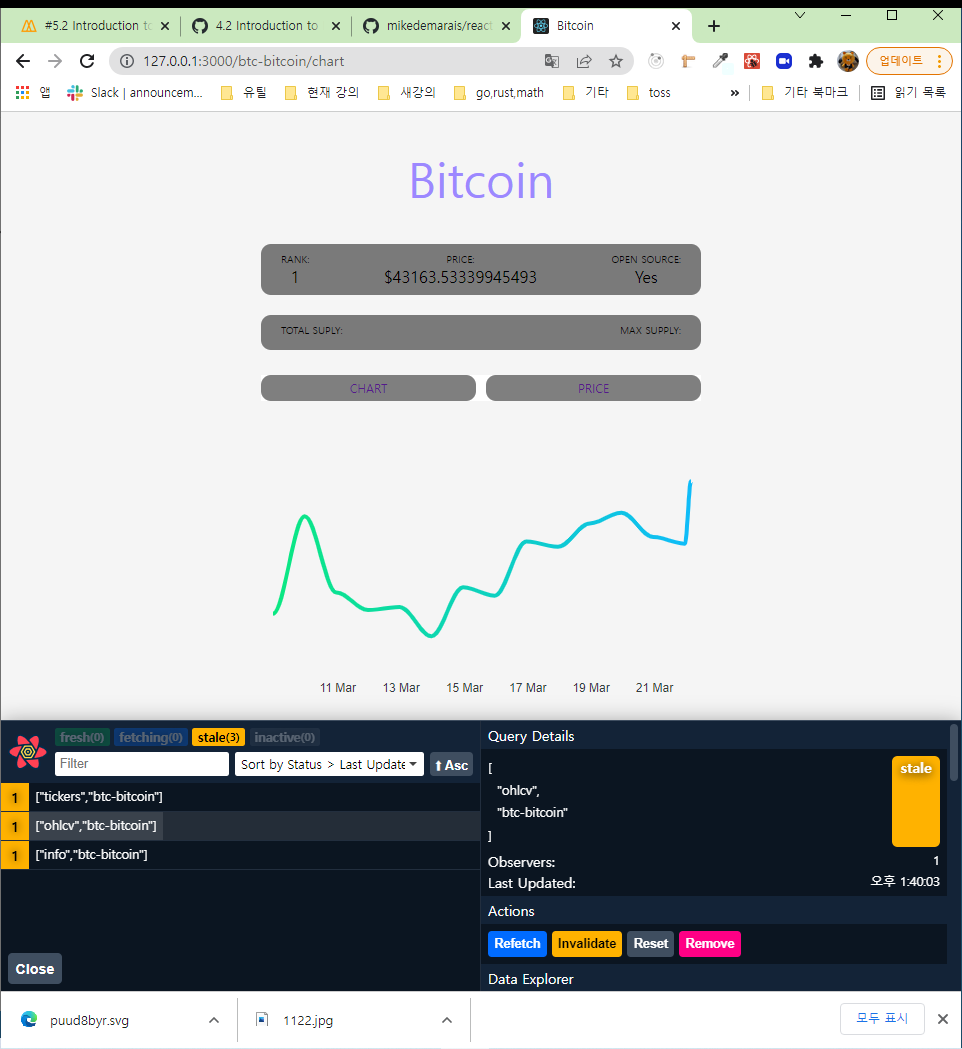 #5.2 Introduction to
4.2 Introduction to
mikedemarais/react
Bitcoin
127.0.0.1:3000/btc-bitcoin/chart
업데이트
앱
Slack | announcem...
유틸
현재 강의
새강의
go,rust,math
기타
toss
»
기타 북마크
읽기 목록
Bitcoin
RANK:
1
PRICE:
$43163.53339945493
OPEN SOURCE:
Yes
TOTAL SUPLY:
MAX SUPPLY:
CHART
PRICE
11 Mar 13 Mar 15 Mar 17 Mar 19 Mar 21 Mar
fresh(0) fetching(0) stale(3) inactive(0)
Filter
Sort by Status > Last Update
⬆ Asc
1 ["tickers","btc-bitcoin"]
1 ["ohlcv","btc-bitcoin"]
1 ["info","btc-bitcoin"]
Close
Query Details
[
"ohlcv",
"btc-bitcoin"
]
stale
Observers: 1
Last Updated: 오후 1:40:03
Actions
Refetch Invalidate Reset Remove
Data Explorer
puud8byr.svg
1122.jpg
모두 표시